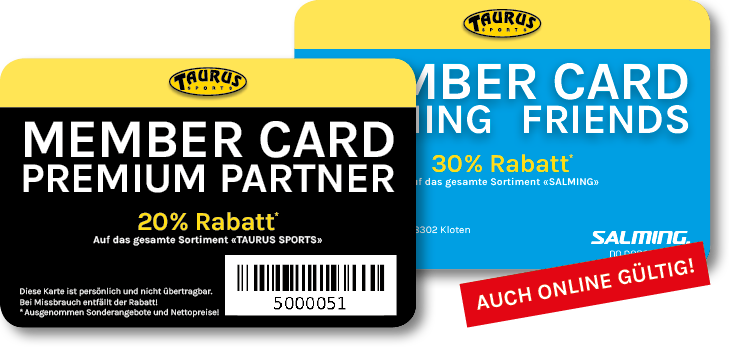 TAURUS
SPORTS
MEMBER CARD
PREMIUM PARTNER
20% Rabatt*
Auf das gesamte Sortiment «TAURUS SPORTS»
Diese Karte ist persönlich und nicht übertragbar.
Bei Missbrauch entfällt der Rabatt!
*Ausgenommen Sonderangebote und Nettopreise!
5000051
TAURUS
SPORTS
MBER CARD
ING FRIENDS
30% Rabatt*
f das gesamte Sortiment «SALMING»
8302 Kloten
SALMING.
AUCH ONLINE GÜLTIG!